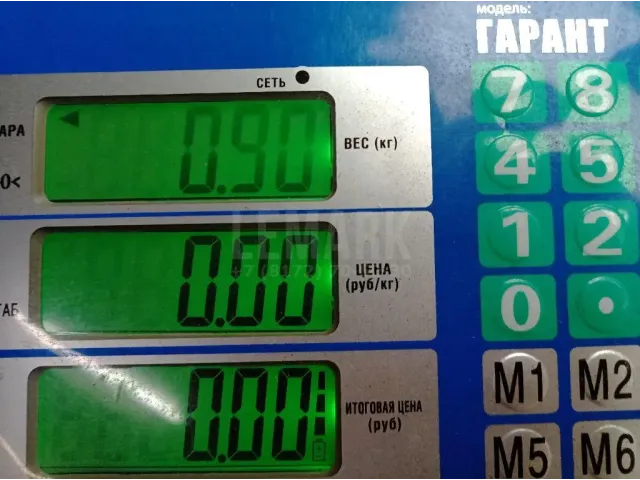 модель:
ГАРАНТ
СЕТЬ
АРА
0<
0.90
ВЕС (кг)
7 8
4 5
LEMARK
0.00
ЦЕНА
(руб/кг)
ТАБ
1 2
0 .
0.00
ИТОГОВАЯ ЦЕНА
(руб)
M1 M2
M5 M6